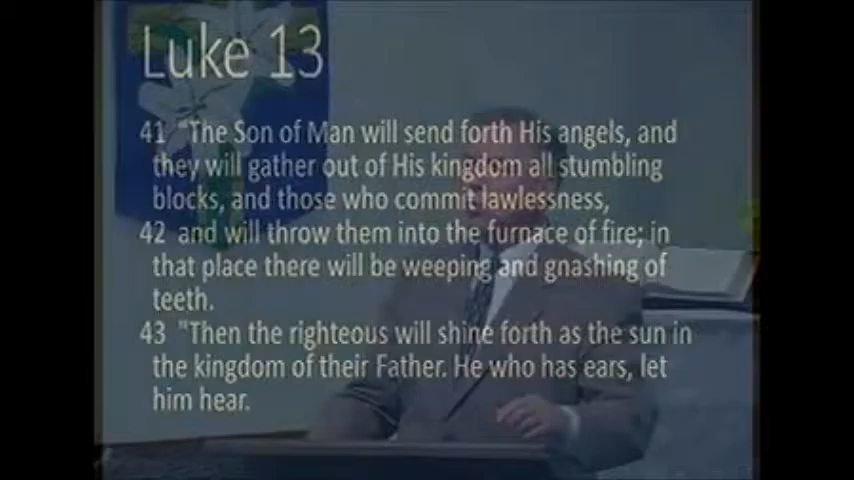 Luke 13
41 "The Son of Man will send forth His angels, and
they will gather out of His kingdom all stumbling
blocks, and those who commit lawlessness,
42 and will throw them into the furnace of fire; in
that place there will be weeping and gnashing of
teeth.
43 "Then the righteous will shine forth as the sun in
the kingdom of their Father. He who has ears, let
him hear.